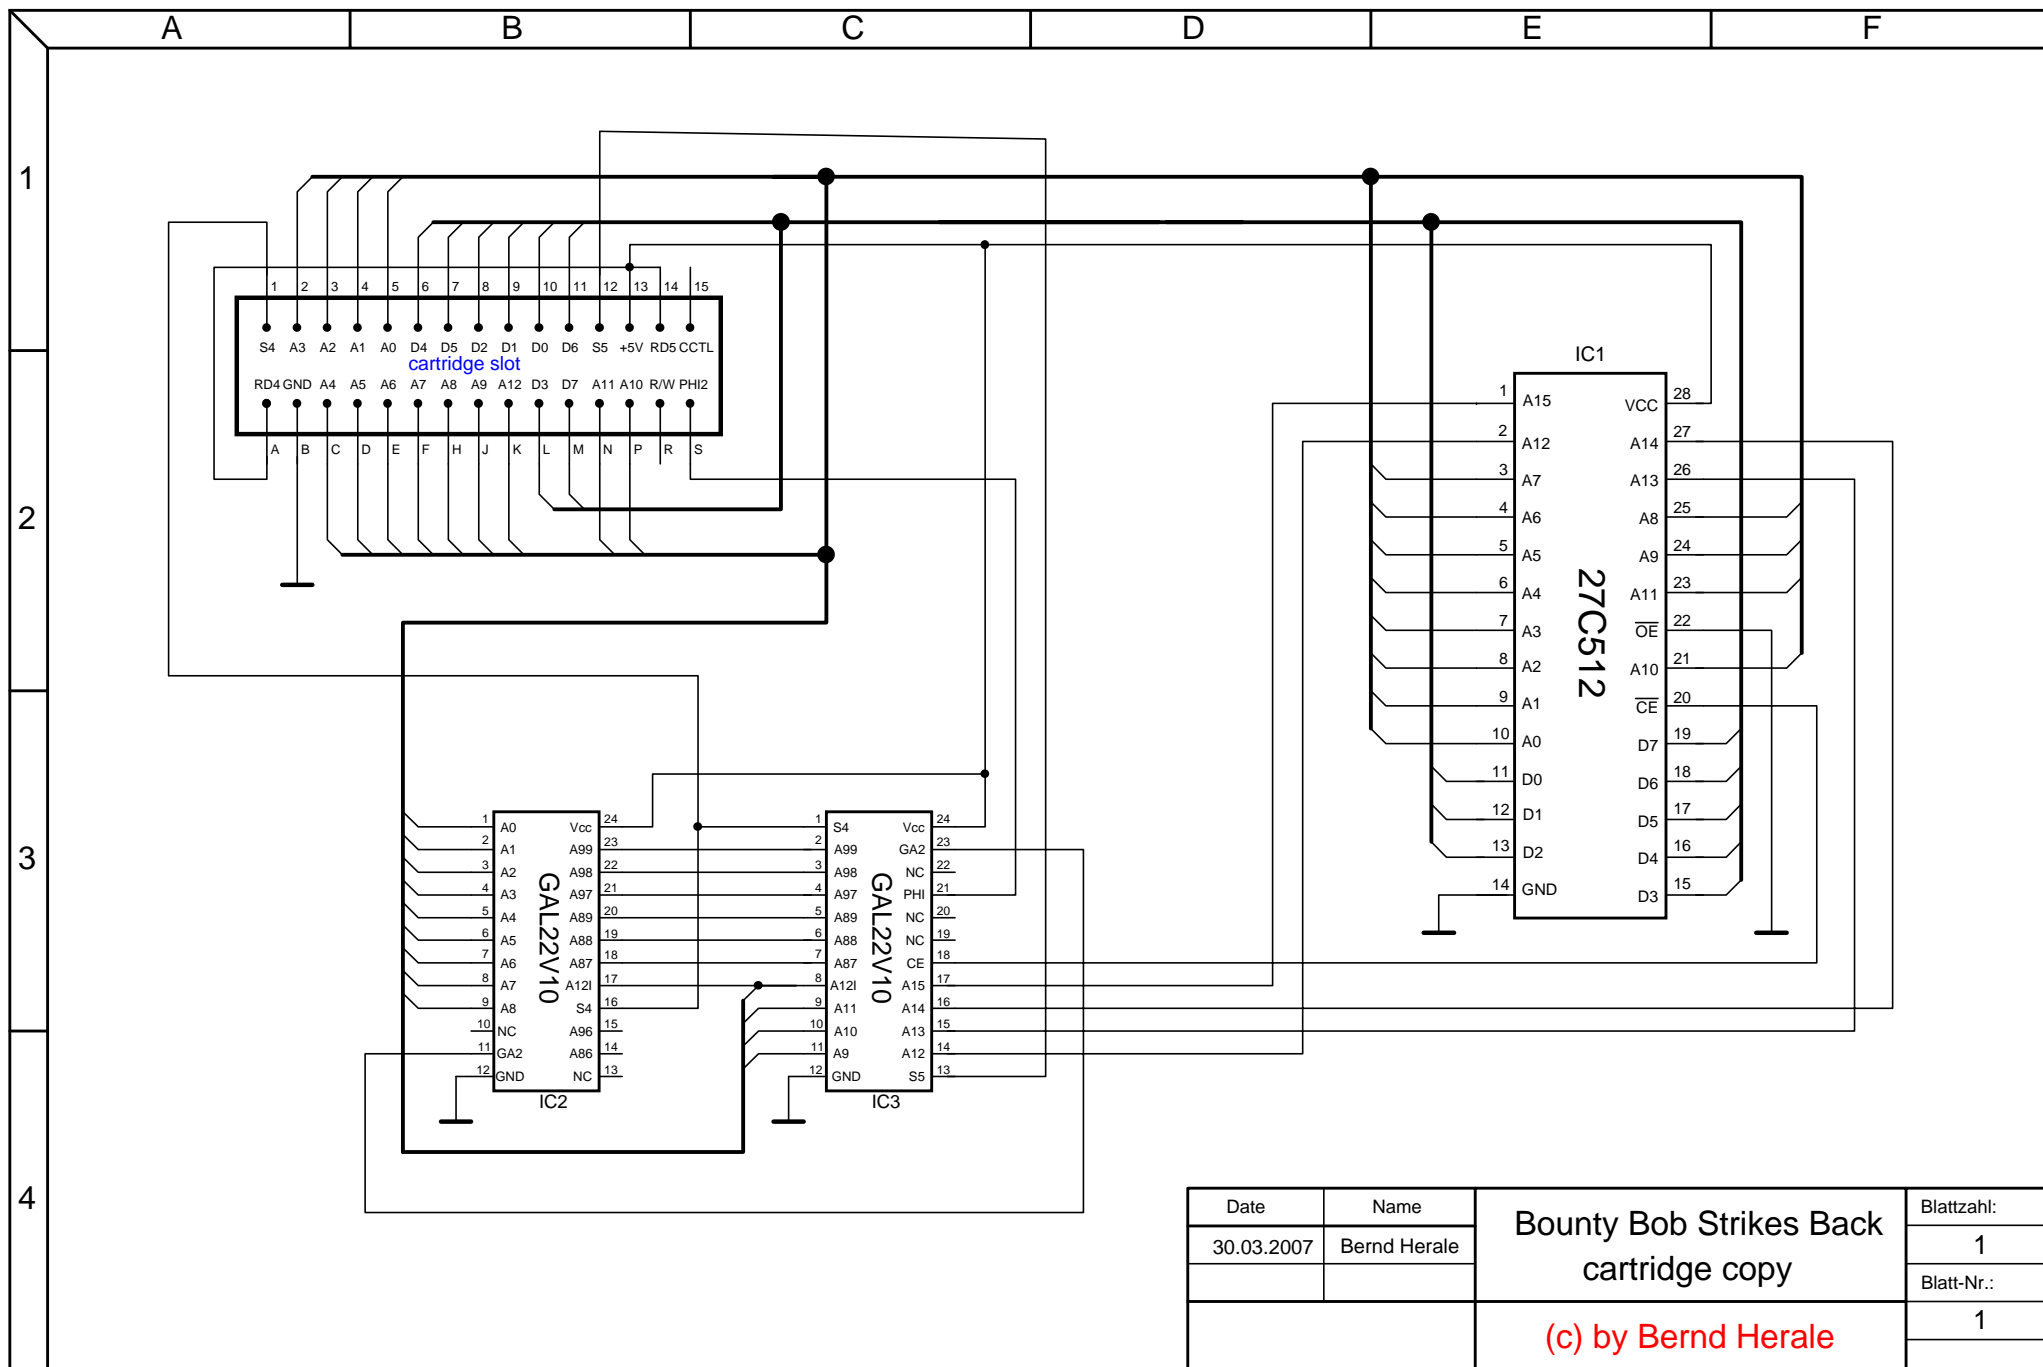 A B C D E F
1
2
3
4
1 2 3 4 5 6 7 8 9 10 11 12 13 14 15
S4 A3 A2 A1 A0 D4 D5 D2 D1 D0 D6 S5 +5V RD5 CCTL
cartridge slot
RD4 GND A4 A5 A6 A7 A8 A9 A12 D3 D7 A11 A10 R/W PHI2
A B C D E F H J K L M N P R S
IC1
27C512
1 A15 VCC 28
2 A12 A14 27
3 A7 A13 26
4 A6 A8 25
5 A5 A9 24
6 A4 A11 23
7 A3 OE 22
8 A2 A10 21
9 A1 CE 20
10 A0 D7 19
11 D0 D6 18
12 D1 D5 17
13 D2 D4 16
14 GND D3 15
GAL22V10
1 A0 Vcc 24
2 A1 A99 23
3 A2 A98 22
4 A3 A97 21
5 A4 A89 20
6 A5 A88 19
7 A6 A87 18
8 A7 A12I 17
9 A8 S4 16
10 NC A96 15
11 GA2 A86 14
12 GND NC 13
IC2
GAL22V10
1 S4 Vcc 24
2 A99 GA2 23
3 A98 NC 22
4 A97 PHI 21
5 A89 NC 20
6 A88 NC 19
7 A87 CE 18
8 A12I A15 17
9 A11 A14 16
10 A10 A13 15
11 A9 A12 14
12 GND S5 13
IC3
Date Name
30.03.2007 Bernd Herale
Bounty Bob Strikes Back
cartridge copy
(c) by Bernd Herale
Blattzahl:
1
Blatt-Nr.:
1